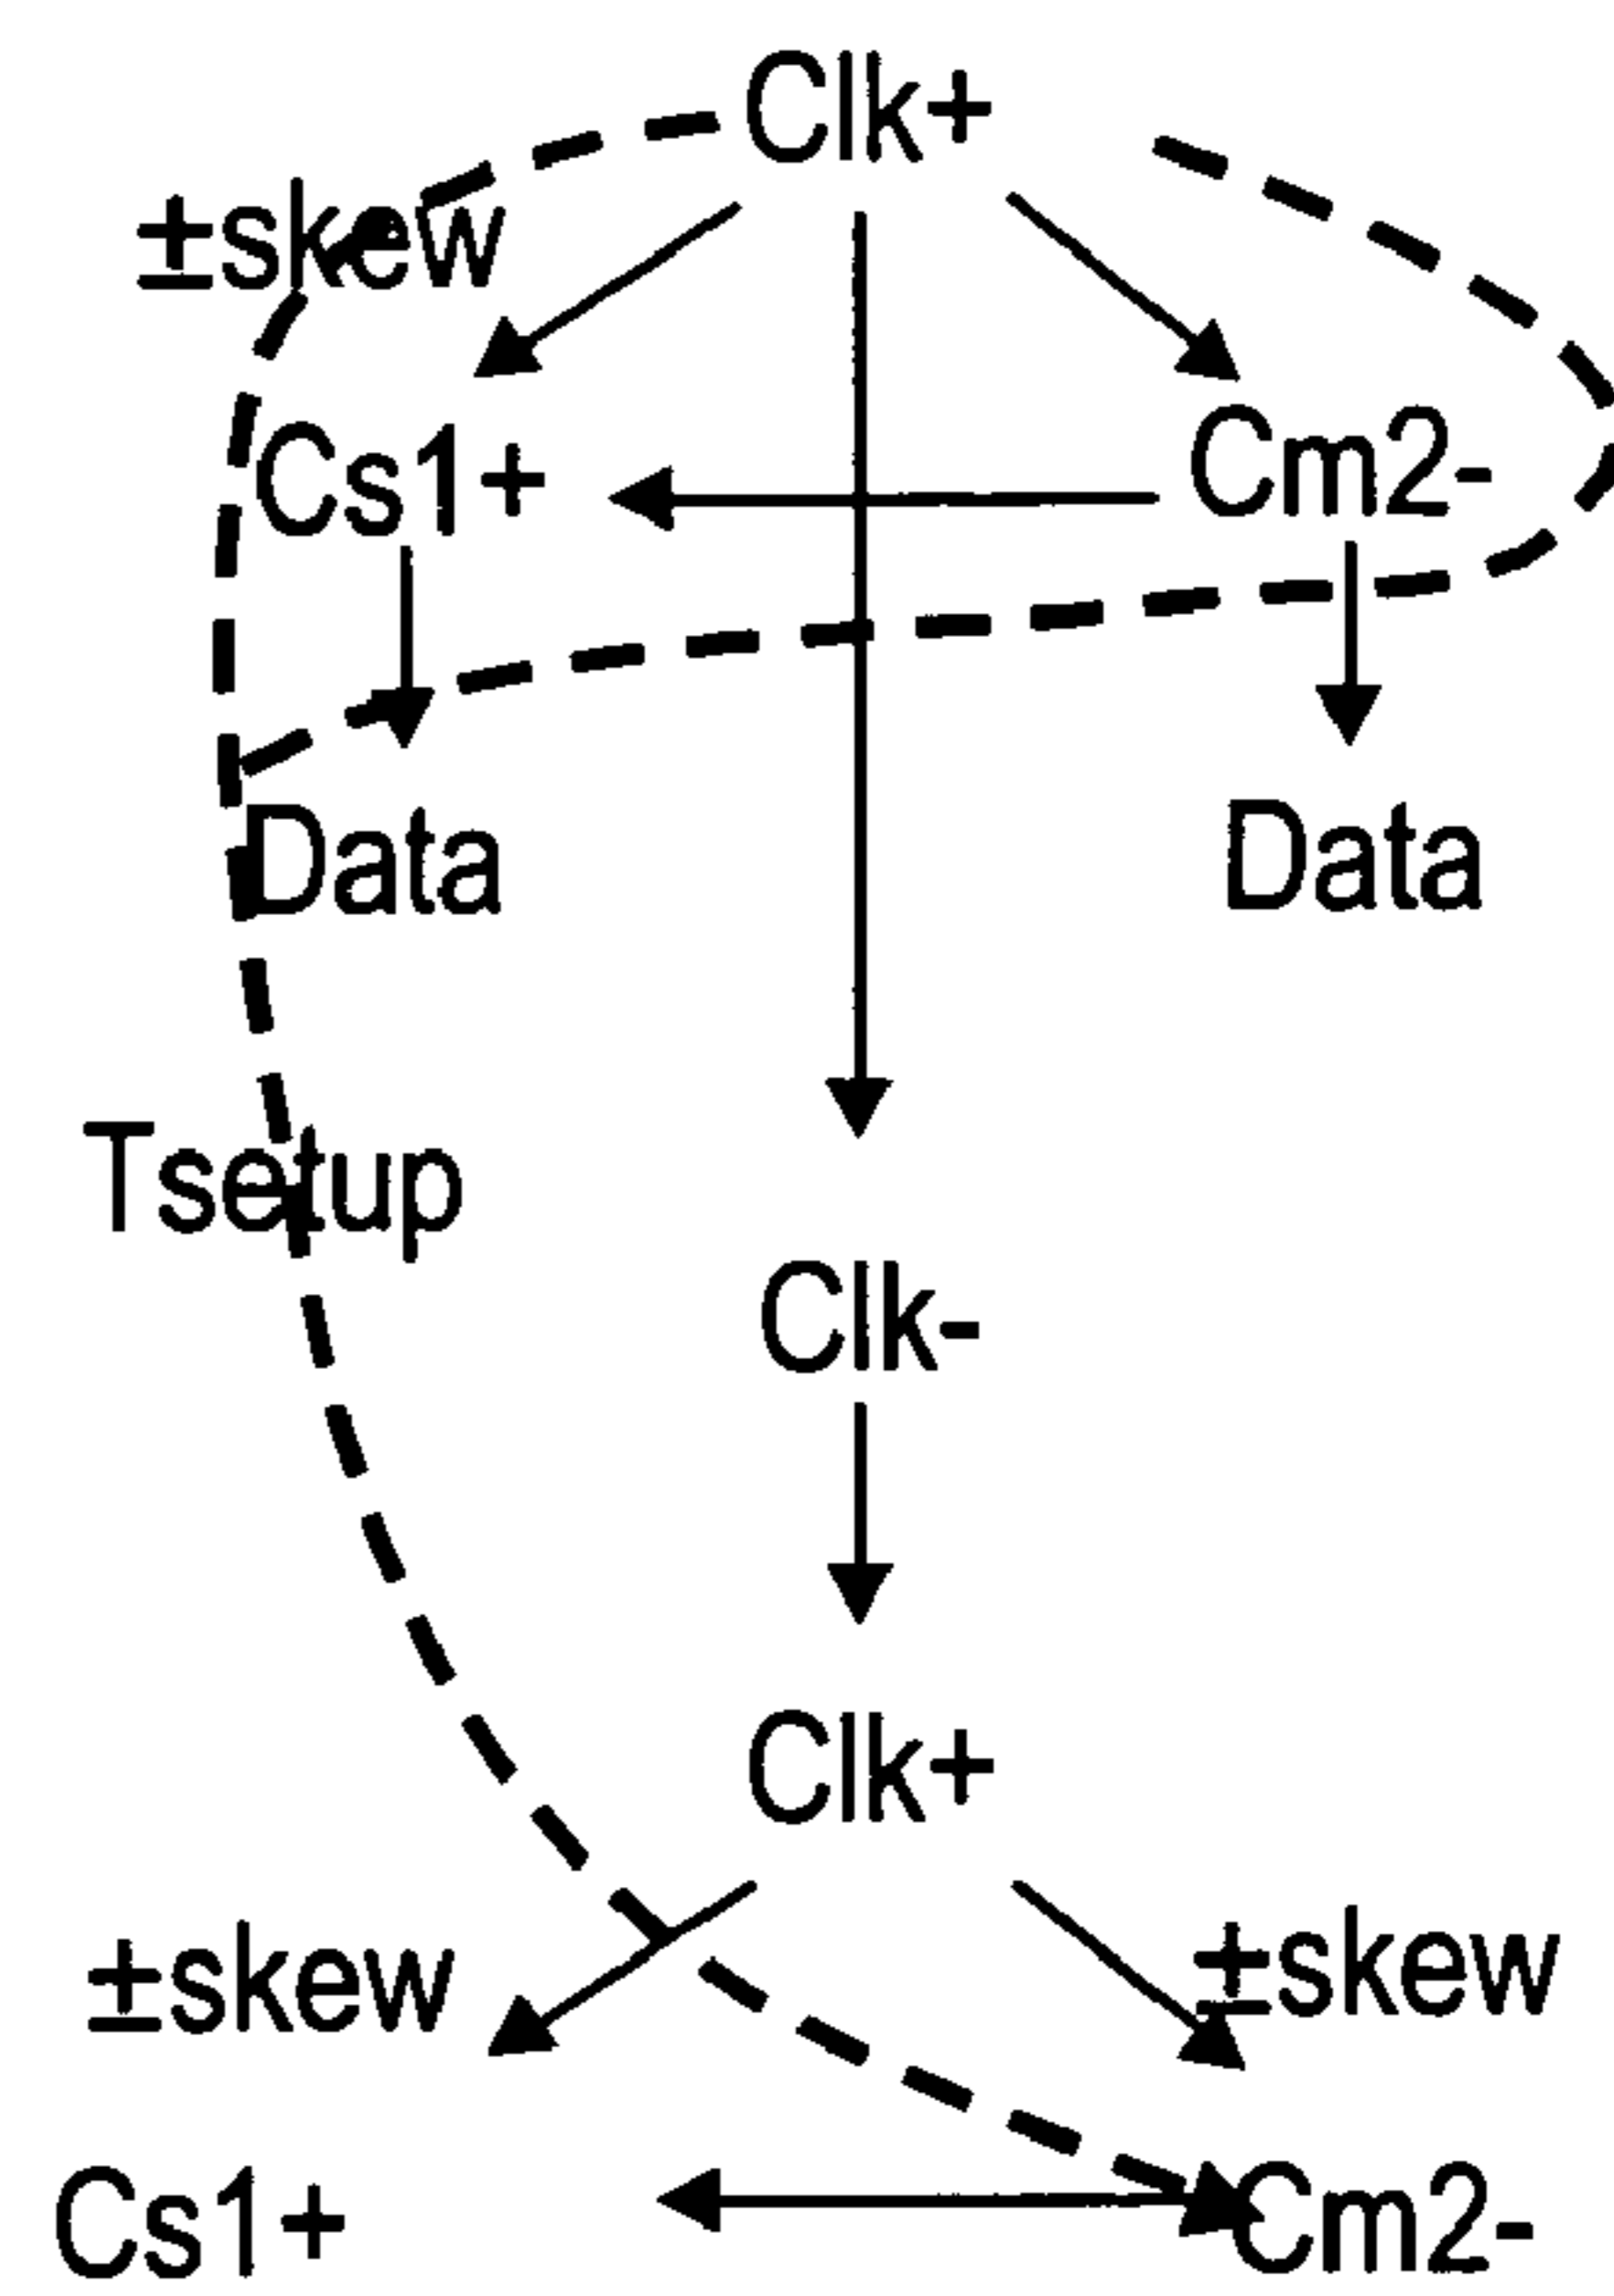 Clk+
±skew
Cs1+
Cm2-
Data
Data
Tsetup
Clk-
Clk+
±skew
±skew
Cs1+
Cm2-